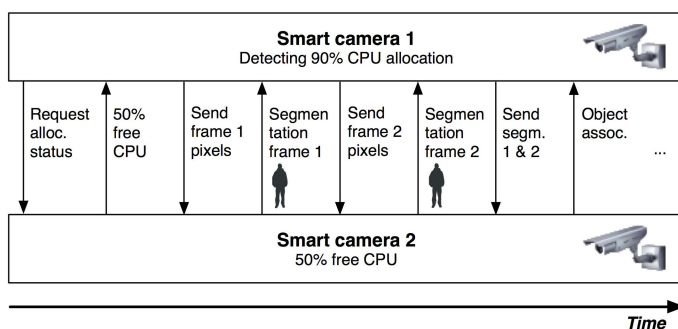 Smart camera 1
Detecting 90% CPU allocation
Request
alloc.
status
50%
free
CPU
Send
frame 1
pixels
Segmen
tation
frame 1
Send
frame 2
pixels
Segmen
tation
frame 2
Send
segm.
1 & 2
Object
assoc.
...
Smart camera 2
50% free CPU
Time